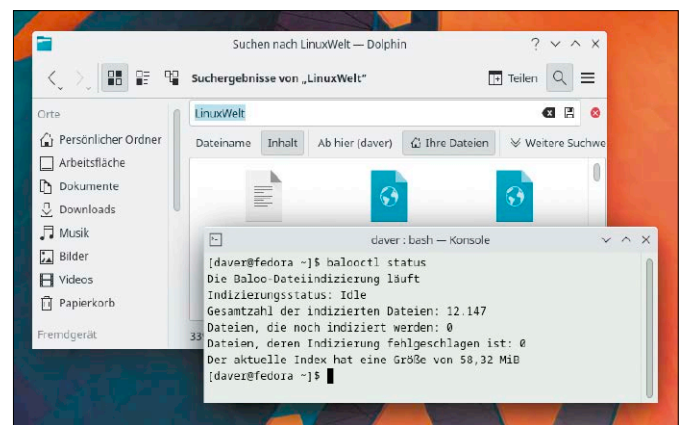 Suchen nach LinuxWelt — Dolphin
Suchergebnisse von „LinuxWelt“
Teilen
Orte
LinuxWelt
Persönlicher Ordner
Dateiname Inhalt Ab hier (daver) Ihre Dateien Weitere Suchwe
Arbeitsfläche
Dokumente
Downloads
Musik
Bilder
Videos
Papierkorb
Fremdgerät
daver : bash — Konsole
[daver@fedora ~]$ balooctl status
Die Baloo-Dateiindizierung läuft
Indizierungsstatus: Idle
Gesamtzahl der indizierten Dateien: 12.147
Dateien, die noch indiziert werden: 0
Dateien, deren Indizierung fehlgeschlagen ist: 0
Der aktuelle Index hat eine Größe von 58,32 MiB
[daver@fedora ~]$